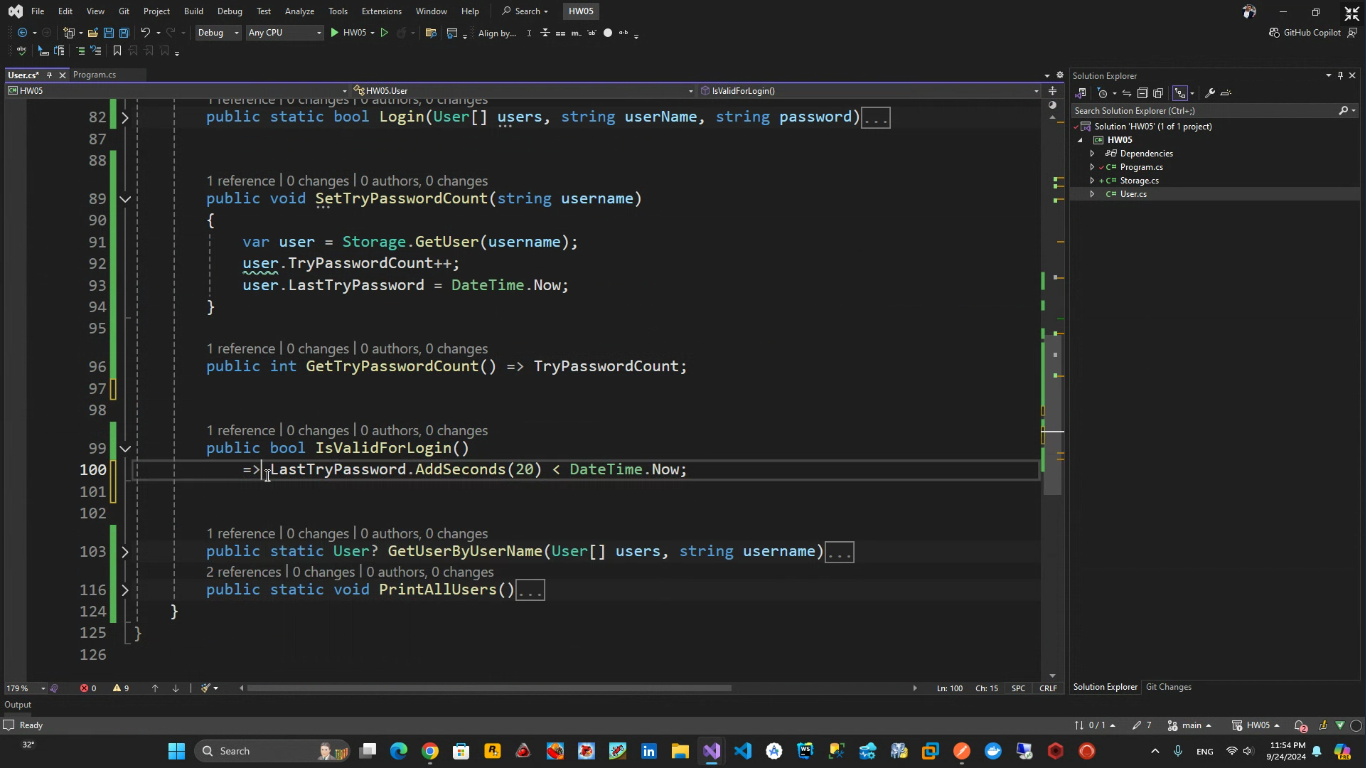 File Edit View Git Project Build Debug Test Analyze Tools Extensions Window Help Search HW05
GitHub Copilot
Debug Any CPU HW05 Align by...
User.cs* Program.cs
HW05 HW05.User IsValidForLogin()
82 public static bool Login(User[] users, string userName, string password)...
87
88
1 reference | 0 changes | 0 authors, 0 changes
89 public void SetTryPasswordCount(string username)
90 {
91 var user = Storage.GetUser(username);
92 user.TryPasswordCount++;
93 user.LastTryPassword = DateTime.Now;
94 }
95
1 reference | 0 changes | 0 authors, 0 changes
96 public int GetTryPasswordCount() => TryPasswordCount;
97
98
1 reference | 0 changes | 0 authors, 0 changes
99 public bool IsValidForLogin()
100 => LastTryPassword.AddSeconds(20) < DateTime.Now;
101
102
1 reference | 0 changes | 0 authors, 0 changes
103 public static User? GetUserByUserName(User[] users, string username)...
2 references | 0 changes | 0 authors, 0 changes
116 public static void PrintAllUsers()...
124 }
125 }
126
Solution Explorer
Search Solution Explorer (Ctrl+;)
Solution 'HW05' (1 of 1 project)
HW05
Dependencies
Program.cs
Storage.cs
User.cs
179 % 0 9 Ln: 100 Ch: 15 SPC CRLF
Solution Explorer Git Changes
Output
Ready 0 / 1 7 main HW05 2
32° Search ENG 11:54 PM
9/24/2024